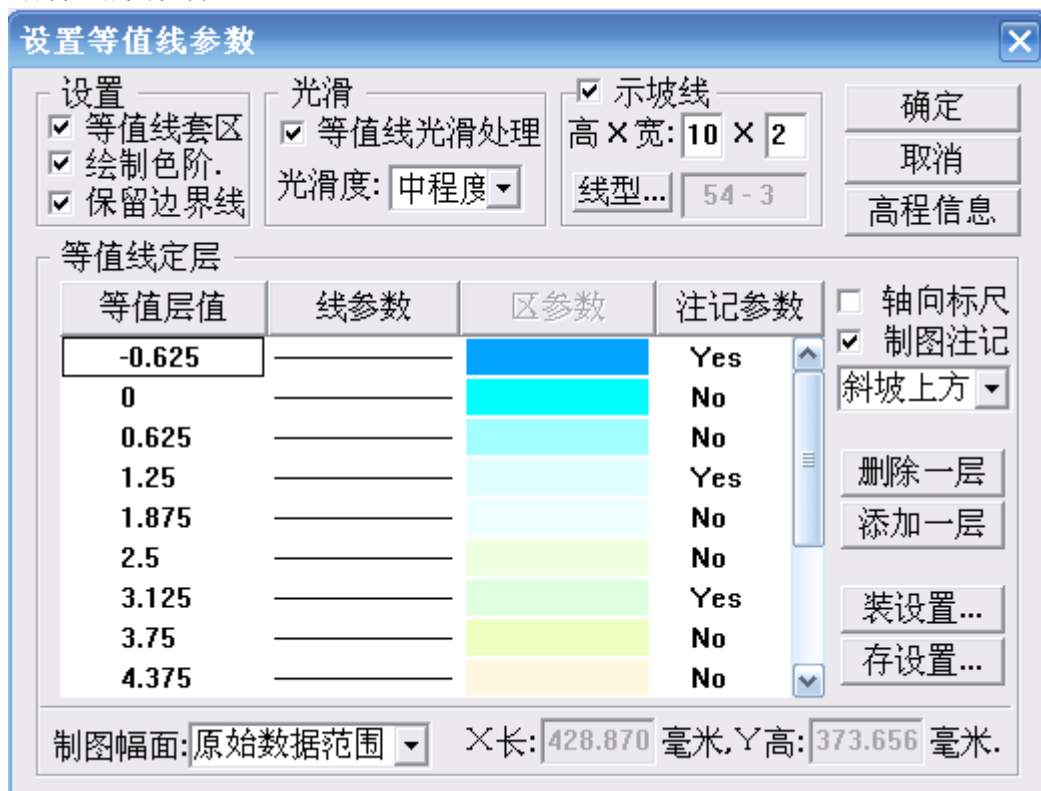 设置等值线参数
设置
等值线套区
绘制色阶.
保留边界线
光滑
等值线光滑处理
光滑度: 中程度
示坡线
高×宽: 10 × 2
线型... 54-3
确定
取消
高程信息
等值线定层
等值层值 线参数 区参数 注记参数
-0.625 Yes
0 No
0.625 No
1.25 Yes
1.875 No
2.5 No
3.125 Yes
3.75 No
4.375 No
轴向标尺
制图注记
斜坡上方
删除一层
添加一层
装设置...
存设置...
制图幅面: 原始数据范围 X长: 428.870 毫米,Y高: 373.656 毫米.